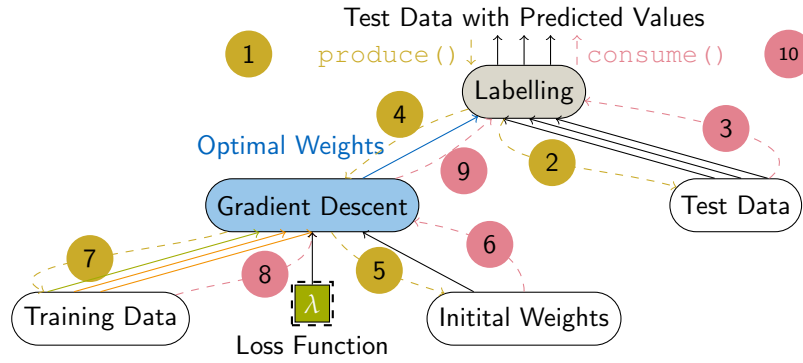 Test Data with Predicted Values
1
produce()
consume()
10
Labelling
4
3
Optimal Weights
9
2
Gradient Descent
Test Data
7
8
5
6
Training Data
λ
Initital Weights
Loss Function